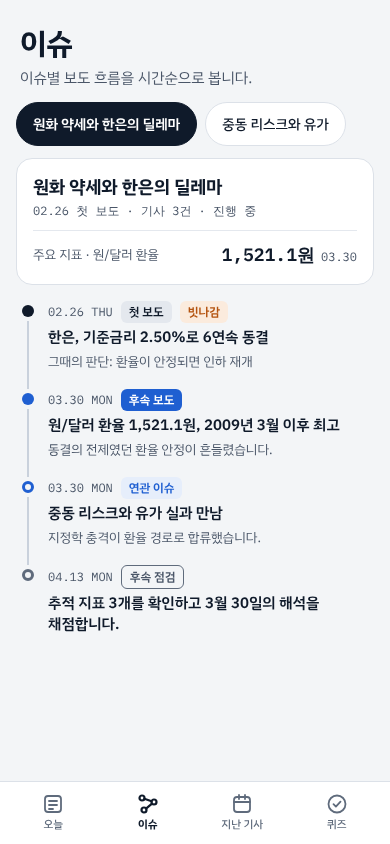 이슈
이슈별 보도 흐름을 시간순으로 봅니다.
원화 약세와 한은의 딜레마 중동 리스크와 유가
원화 약세와 한은의 딜레마
02.26 첫 보도 · 기사 3건 · 진행 중
주요 지표 · 원/달러 환율 1,521.1원 03.30
02.26 THU 첫 보도 빗나감
한은, 기준금리 2.50%로 6연속 동결
그때의 판단: 환율이 안정되면 인하 재개
03.30 MON 후속 보도
원/달러 환율 1,521.1원, 2009년 3월 이후 최고
동결의 전제였던 환율 안정이 흔들렸습니다.
03.30 MON 연관 이슈
중동 리스크와 유가 실과 만남
지정학 충격이 환율 경로로 합류했습니다.
04.13 MON 후속 점검
추적 지표 3개를 확인하고 3월 30일의 해석을
채점합니다.
오늘 이슈 지난 기사 퀴즈